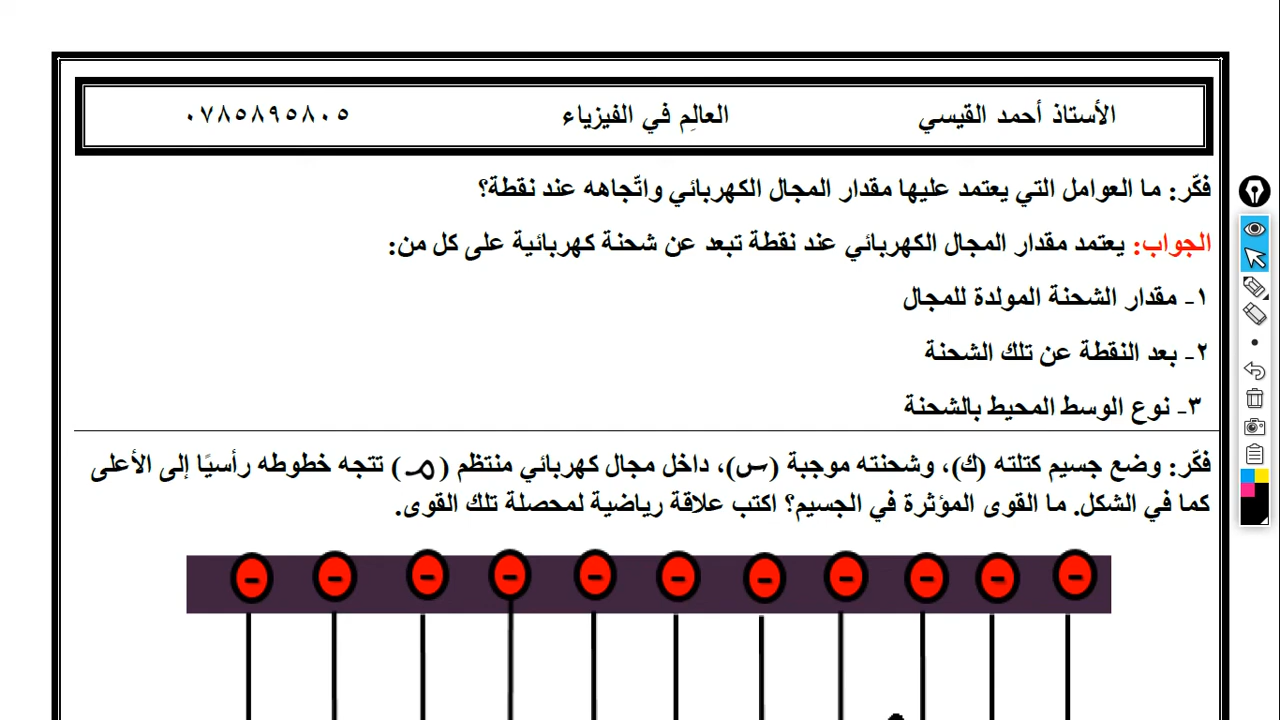 الأستاذ أحمد القيسي العالِم في الفيزياء ٠٧٨٥٨٩٥٨٠٥
فكّر: ما العوامل التي يعتمد عليها مقدار المجال الكهربائي واتّجاهه عند نقطة؟
الجواب: يعتمد مقدار المجال الكهربائي عند نقطة تبعد عن شحنة كهربائية على كل من:
١- مقدار الشحنة المولدة للمجال
٢- بعد النقطة عن تلك الشحنة
٣- نوع الوسط المحيط بالشحنة
فكّر: وضع جسيم كتلته (ك)، وشحنته موجبة (س)، داخل مجال كهربائي منتظم (مـ) تتجه خطوطه رأسيًا إلى الأعلى
كما في الشكل. ما القوى المؤثرة في الجسيم؟ اكتب علاقة رياضية لمحصلة تلك القوى.
- - - - - - - - - - -